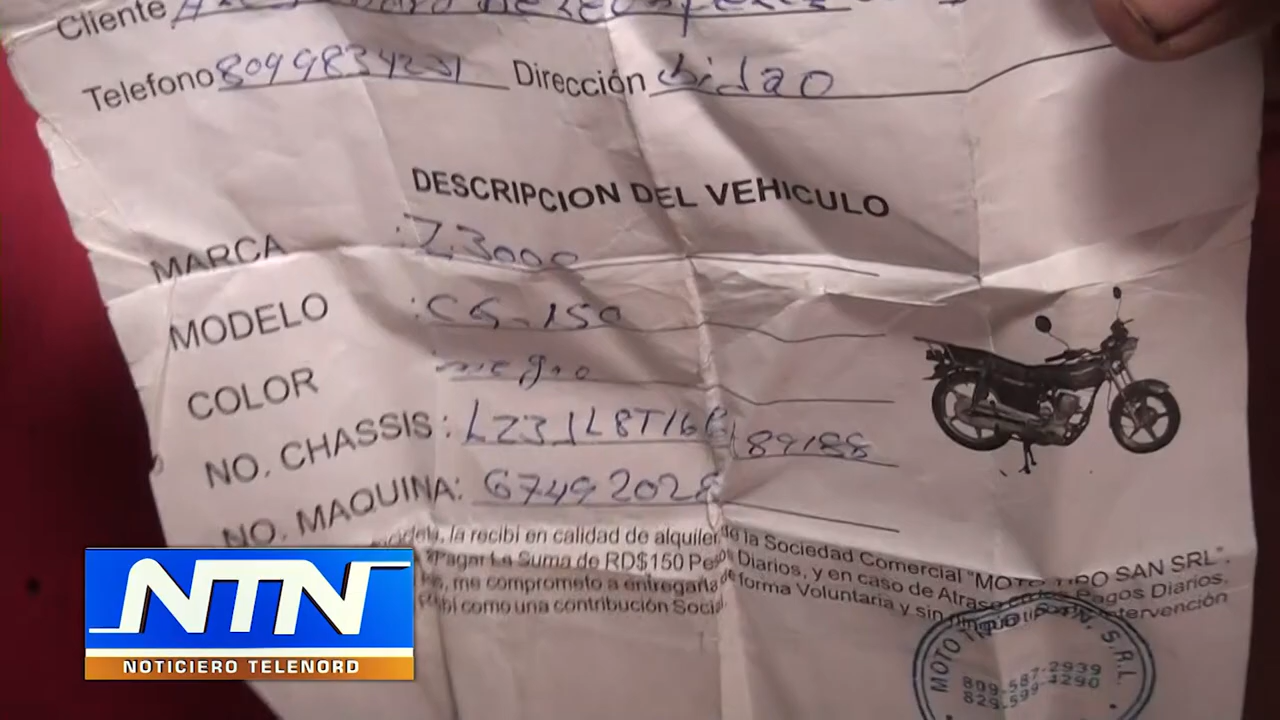 Cliente
Telefono 8099834231 Dirección bidao
DESCRIPCION DEL VEHICULO
MARCA : Z3000
MODELO : CG-150
COLOR negro
NO. CHASSIS: LZ3JL8T16 89188
NO. MAQUINA: 67492028
la recibi en calidad de alquiler de la Sociedad Comercial "MOTO TIPO SAN SRL".
Pagar La Suma de RD$150 Pesos Diarios, y en caso de Atraso en los Pagos Diarios,
me comprometo a entregarla de forma Voluntaria y sin ningun tipo de Intervención
como una contribución Social
MOTO TIPO SAN, S.R.L.
809-587-2939
829-599-4290
NTN
NOTICIERO TELENORD